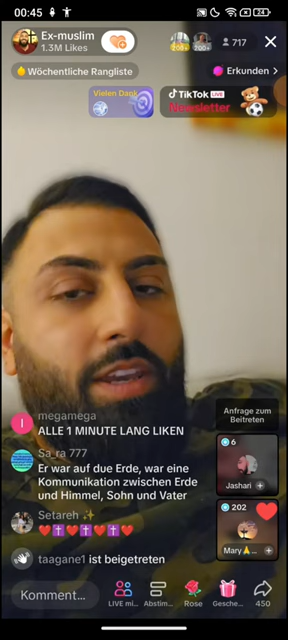 00:45
24
Ex-muslim
1.3M Likes
200+
200+
717
Wöchentliche Rangliste
Erkunden >
Vielen Dank
TikTok LIVE
Newsletter
megamega
ALLE 1 MINUTE LANG LIKEN
Anfrage zum
Beitreten
Sa_ra 777
Er war auf due Erde, war eine
Kommunikation zwischen Erde
und Himmel, Sohn und Vater
6
Jashari +
Setareh ✨
❤️✝️❤️✝️❤️✝️❤️
202
Mary🙏... +
taagane1 ist beigetreten
Komment...
LIVE mi...
Abstim...
Rose
Gesche...
450